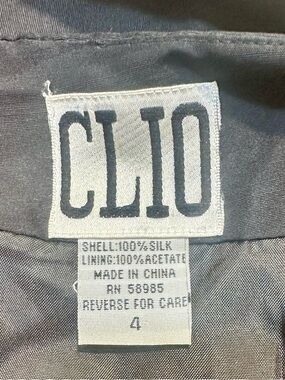 CLIO
SHELL:100%SILK
LINING:100%ACETATE
MADE IN CHINA
RN 58985
REVERSE FOR CARE
4